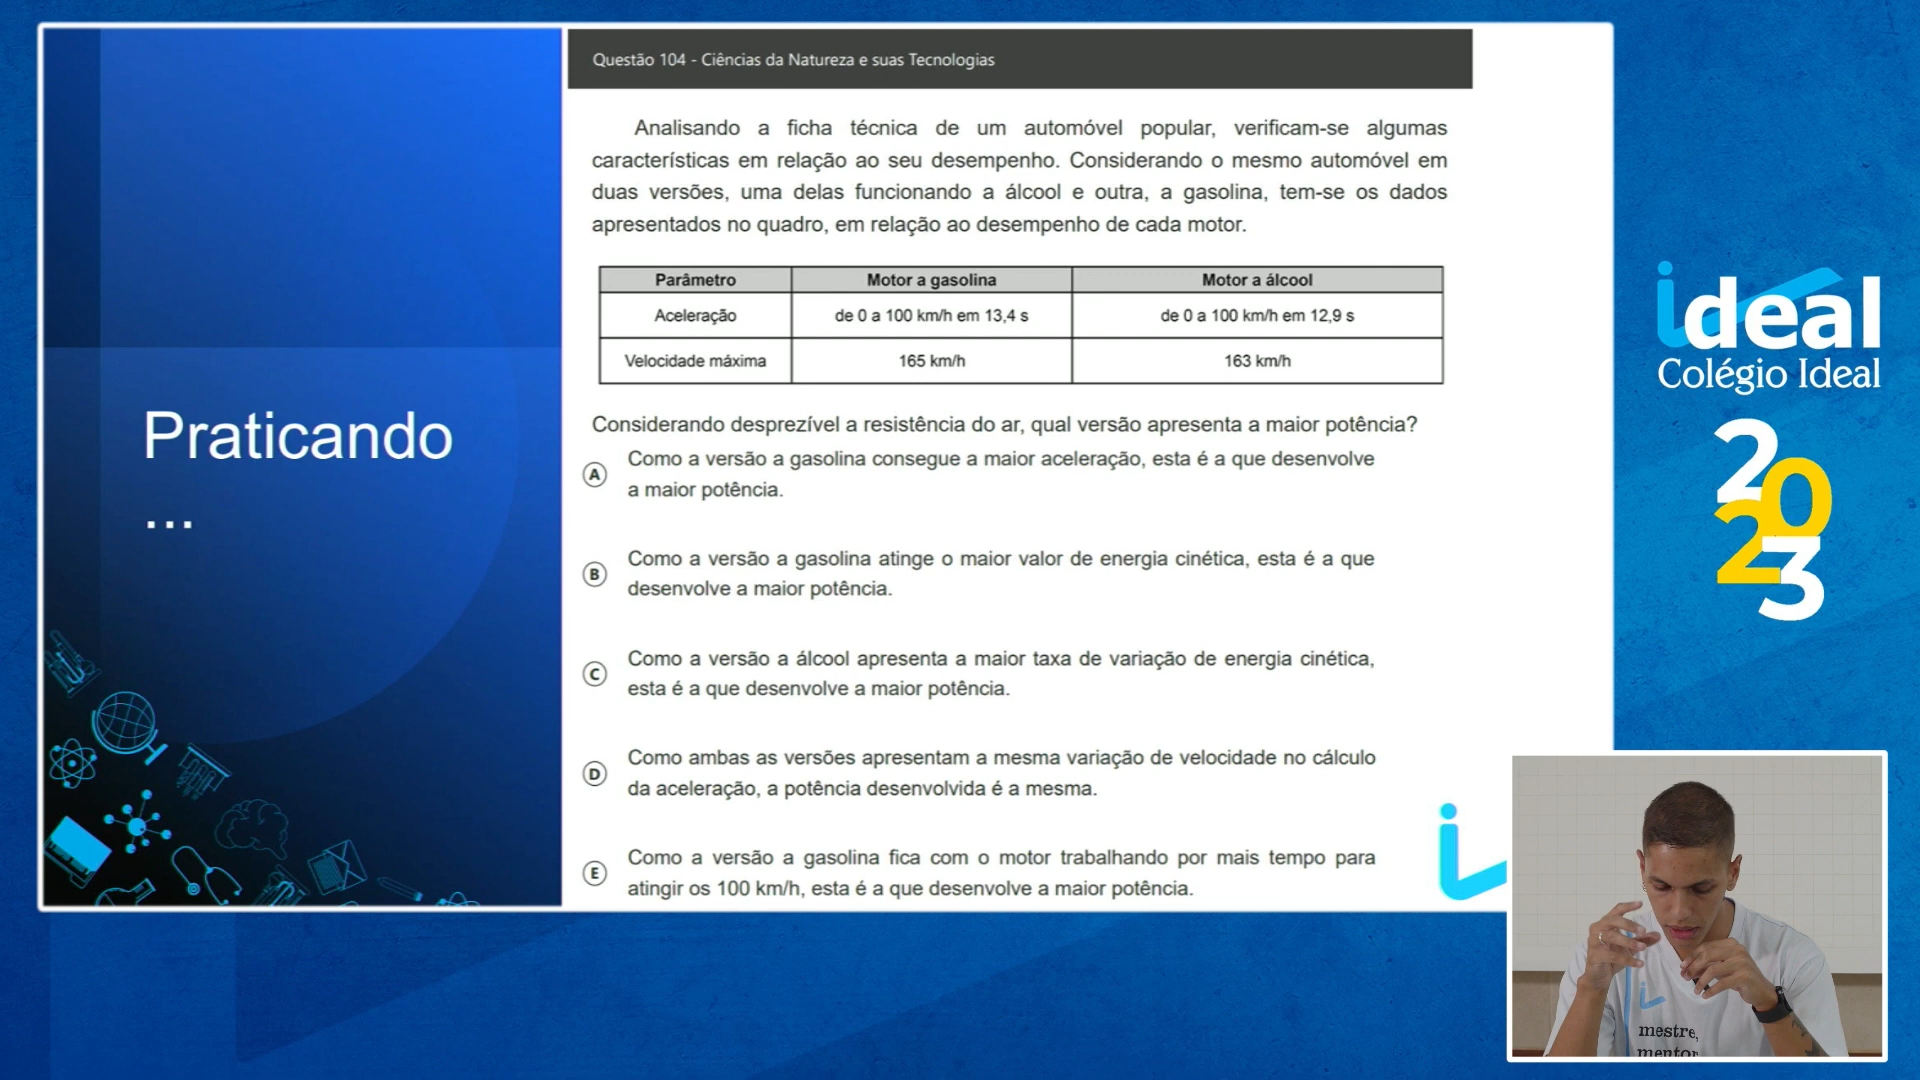 Praticando
...
Questão 104 - Ciências da Natureza e suas Tecnologias
Analisando a ficha técnica de um automóvel popular, verificam-se algumas
características em relação ao seu desempenho. Considerando o mesmo automóvel em
duas versões, uma delas funcionando a álcool e outra, a gasolina, tem-se os dados
apresentados no quadro, em relação ao desempenho de cada motor.
Parâmetro Motor a gasolina Motor a álcool
Aceleração de 0 a 100 km/h em 13,4 s de 0 a 100 km/h em 12,9 s
Velocidade máxima 165 km/h 163 km/h
Considerando desprezível a resistência do ar, qual versão apresenta a maior potência?
A Como a versão a gasolina consegue a maior aceleração, esta é a que desenvolve
a maior potência.
B Como a versão a gasolina atinge o maior valor de energia cinética, esta é a que
desenvolve a maior potência.
C Como a versão a álcool apresenta a maior taxa de variação de energia cinética,
esta é a que desenvolve a maior potência.
D Como ambas as versões apresentam a mesma variação de velocidade no cálculo
da aceleração, a potência desenvolvida é a mesma.
E Como a versão a gasolina fica com o motor trabalhando por mais tempo para
atingir os 100 km/h, esta é a que desenvolve a maior potência.
ideal
Colégio Ideal
2023
mestre,
mentor